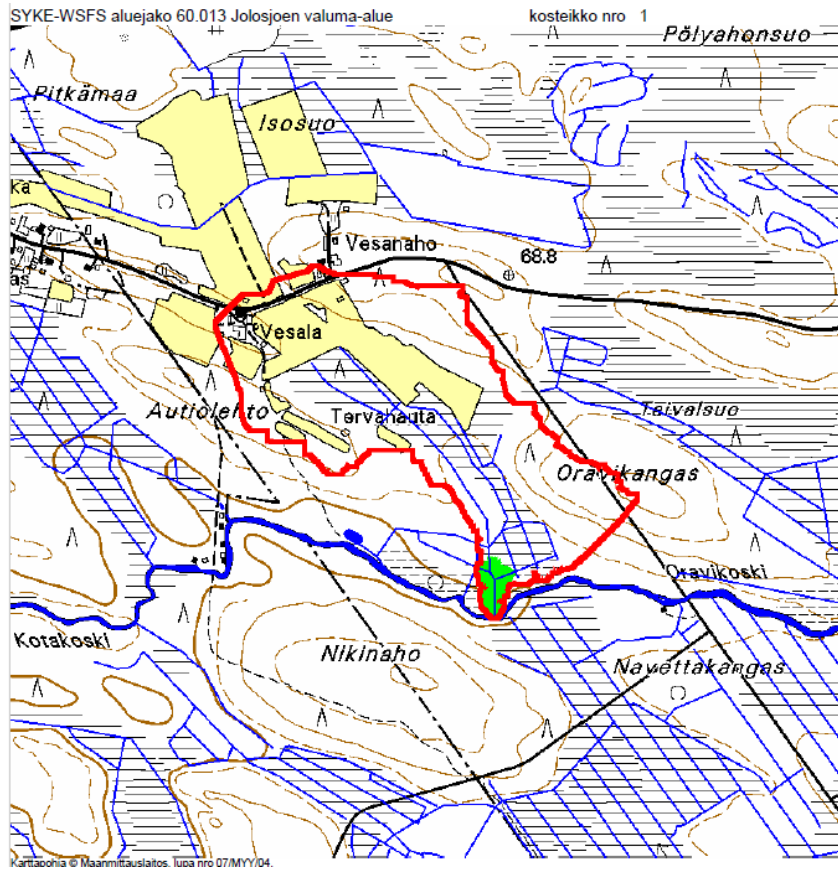 SYKE-WSFS aluejako 60.013 Jolosjoen valuma-alue kosteikko nro 1
Pölyahonsuo
Pitkämaa
Isosuo
ka
Vesanaho
68.8
as
Vesala
Autiolehto
Tervahauta
Taivalsuo
Oravikangas
Oravikoski
Kotakoski
Nikinaho
Navettakangas
Karttapohja © Maanmittauslaitos, lupa nro 07/MYY/04.